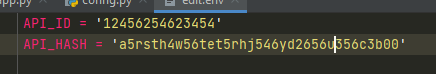 config.py edit.env
API_ID = '12456254623454'
API_HASH = 'a5rsth4w56tet5rhj546yd2656u356c3b00'